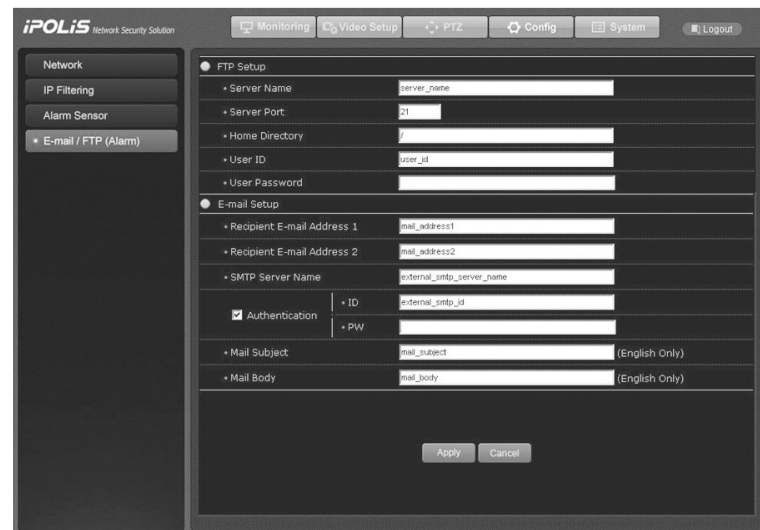 iPOLiS Network Security Solution
Monitoring Video Setup PTZ Config System Logout
Network
IP Filtering
Alarm Sensor
E-mail / FTP (Alarm)
FTP Setup
Server Name server_name
Server Port 21
Home Directory /
User ID user_id
User Password
E-mail Setup
Recipient E-mail Address 1 mail_address1
Recipient E-mail Address 2 mail_address2
SMTP Server Name external_smtp_server_name
Authentication
ID external_smtp_id
PW
Mail Subject mail_subject (English Only)
Mail Body mail_body (English Only)
Apply Cancel